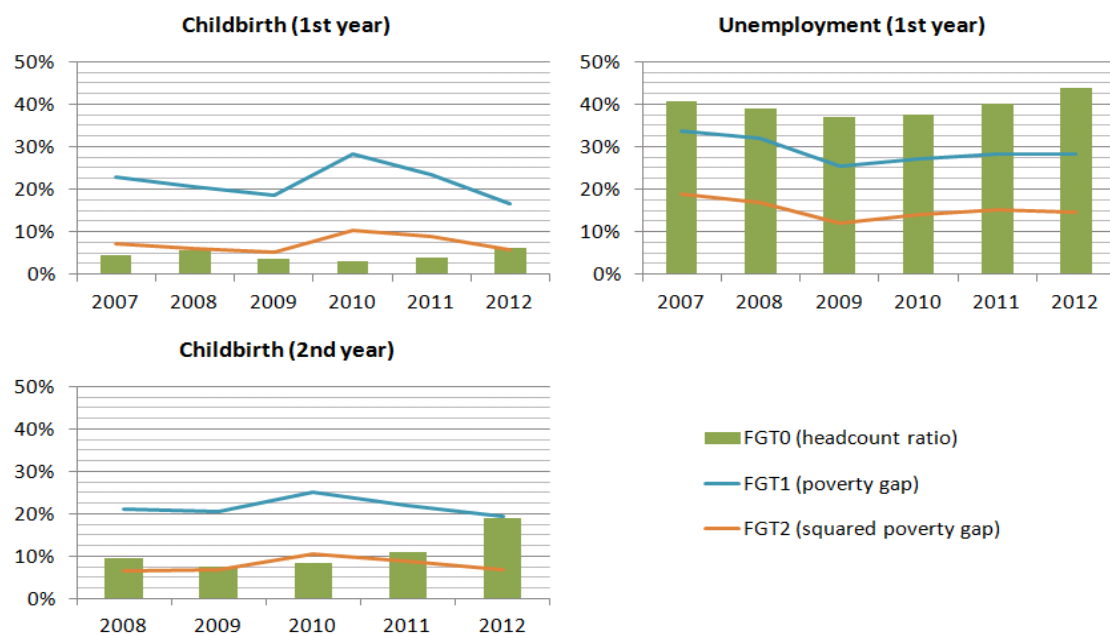 Childbirth (1st year)
50%
40%
30%
20%
10%
0%
2007 2008 2009 2010 2011 2012
Unemployment (1st year)
50%
40%
30%
20%
10%
0%
2007 2008 2009 2010 2011 2012
Childbirth (2nd year)
50%
40%
30%
20%
10%
0%
2008 2009 2010 2011 2012
FGT0 (headcount ratio)
FGT1 (poverty gap)
FGT2 (squared poverty gap)